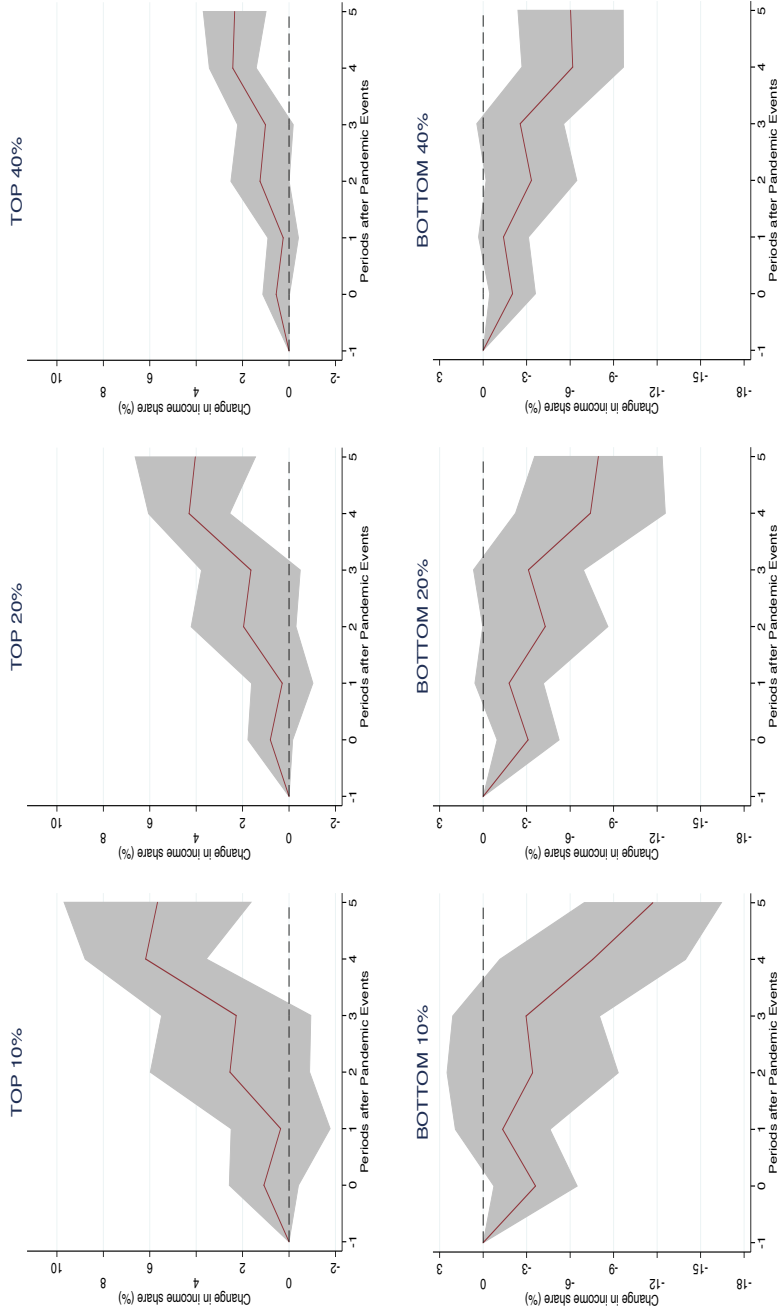 TOP 10%
Change in income share (%)
10
8
6
4
2
0
-2
-1 0 1 2 3 4 5
Periods after Pandemic Events
TOP 20%
Change in income share (%)
10
8
6
4
2
0
-2
-1 0 1 2 3 4 5
Periods after Pandemic Events
TOP 40%
Change in income share (%)
10
8
6
4
2
0
-2
-1 0 1 2 3 4 5
Periods after Pandemic Events
BOTTOM 10%
Change in income share (%)
3
0
-3
-6
-9
-12
-15
-18
-1 0 1 2 3 4 5
Periods after Pandemic Events
BOTTOM 20%
Change in income share (%)
3
0
-3
-6
-9
-12
-15
-18
-1 0 1 2 3 4 5
Periods after Pandemic Events
BOTTOM 40%
Change in income share (%)
3
0
-3
-6
-9
-12
-15
-18
-1 0 1 2 3 4 5
Periods after Pandemic Events